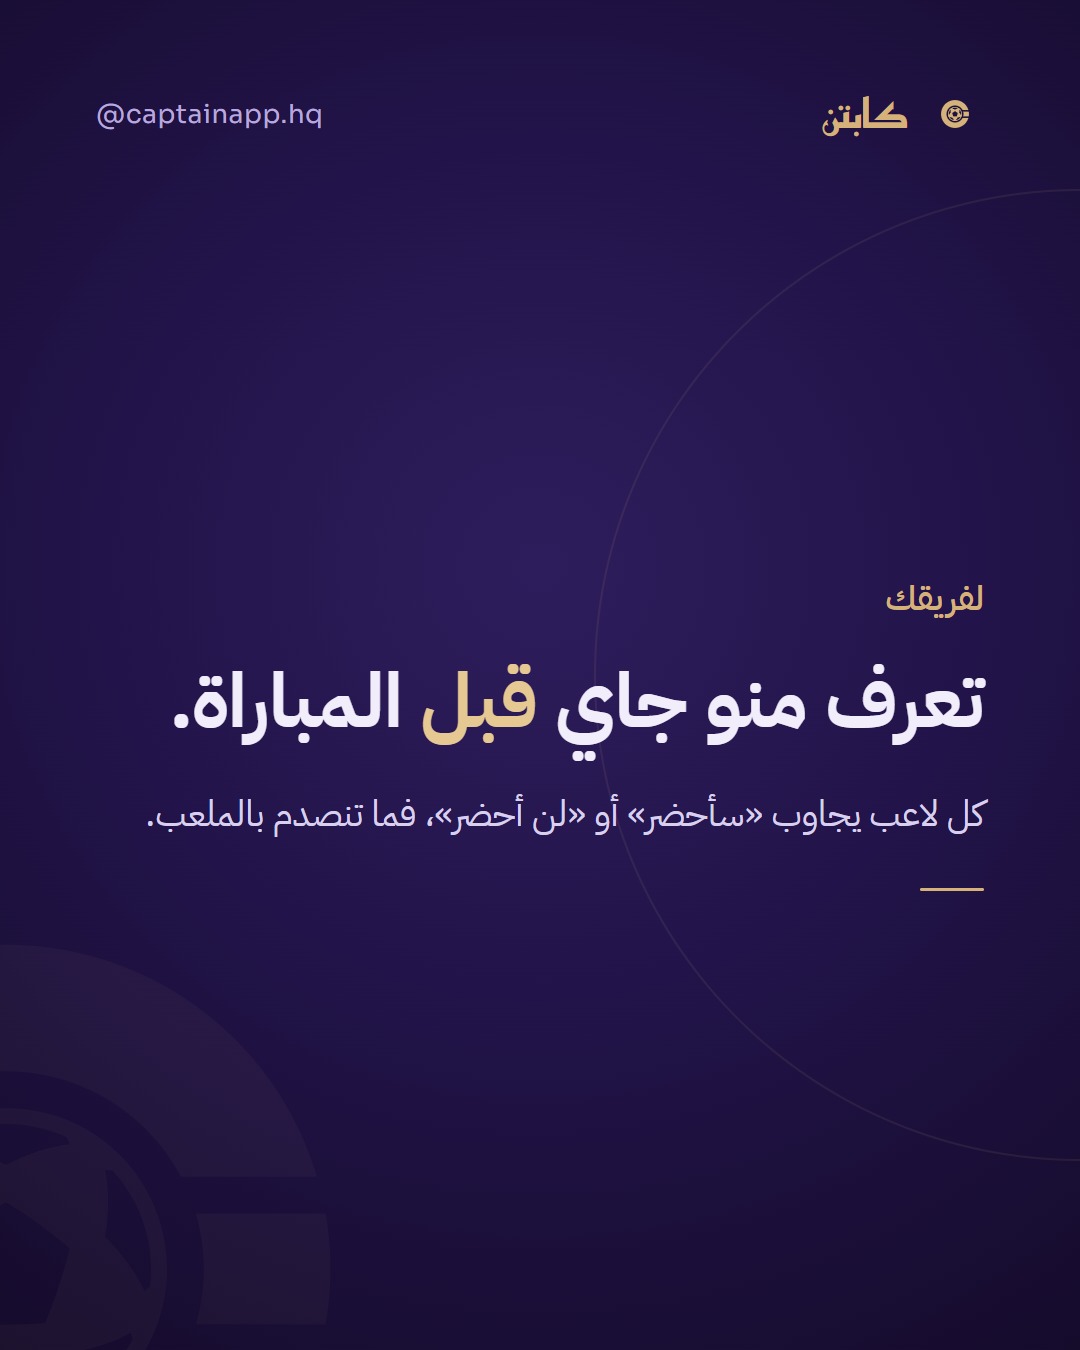 كابتن
@captainapp.hq
لفريقك
تعرف منو جاي قبل المباراة.
كل لاعب يجاوب «سأحضر» أو «لن أحضر»، فما تنصدم بالملعب.